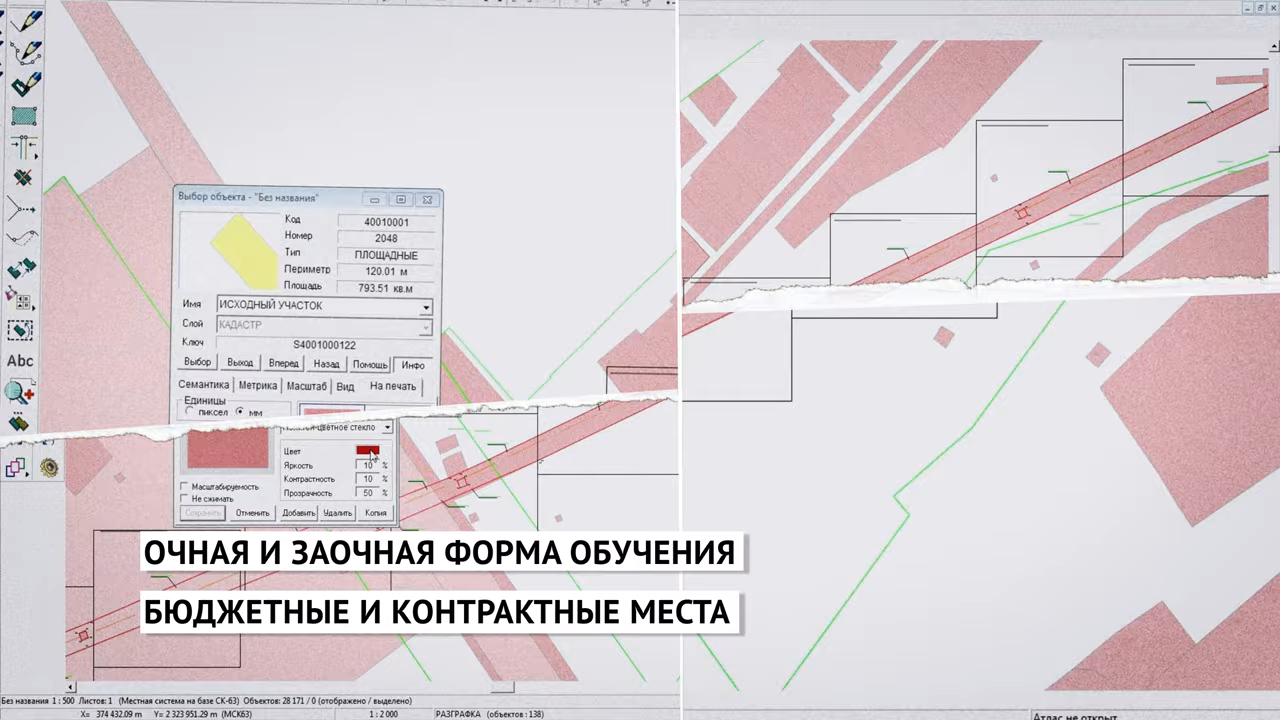 Выбор объекта - "Без названия"
Код 40010001
Номер 2048
Тип ПЛОЩАДНЫЕ
Периметр 120.01 м
Площадь 793.51 кв.м
Имя ИСХОДНЫЙ УЧАСТОК
Слой КАДАСТР
Ключ S4001000122
Выбор Выход Вперед Назад Помощь Инфо
Семантика Метрика Масштаб Вид На печать
Abc
Единицы
пиксел мм
цветное стекло
Цвет
Яркость 10 %
Контрастность 10 %
Прозрачность 50 %
Масштабируемость
Не сжимать
Сохранить Отменить Добавить Удалить Копия
ОЧНАЯ И ЗАОЧНАЯ ФОРМА ОБУЧЕНИЯ
БЮДЖЕТНЫЕ И КОНТРАКТНЫЕ МЕСТА
Без названия 1 : 500 Листов: 1 (Местная система на базе СК-63) Объектов: 28 171 / 0 (отображено / выделено)
X= 374 432.09 m Y= 2 323 951.29 m (МСК63) 1 : 2 000 РАЗГРАФКА (объектов : 138)
Атлас не открыт